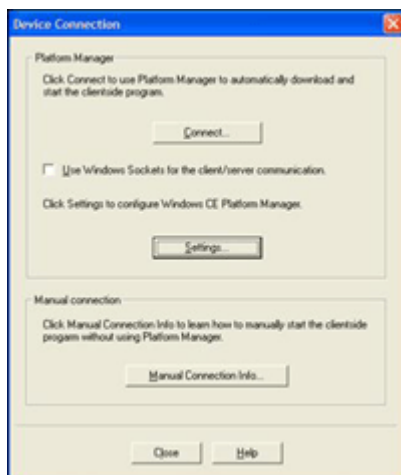 Device Connection
Platform Manager
Click Connect to use Platform Manager to automatically download and
start the clientside program.
Connect...
Use Windows Sockets for the client/server communication.
Click Settings to configure Windows CE Platform Manager.
Settings...
Manual connection
Click Manual Connection Info to learn how to manually start the clientside
progarm without using Platform Manager.
Manual Connection Info...
Close
Help